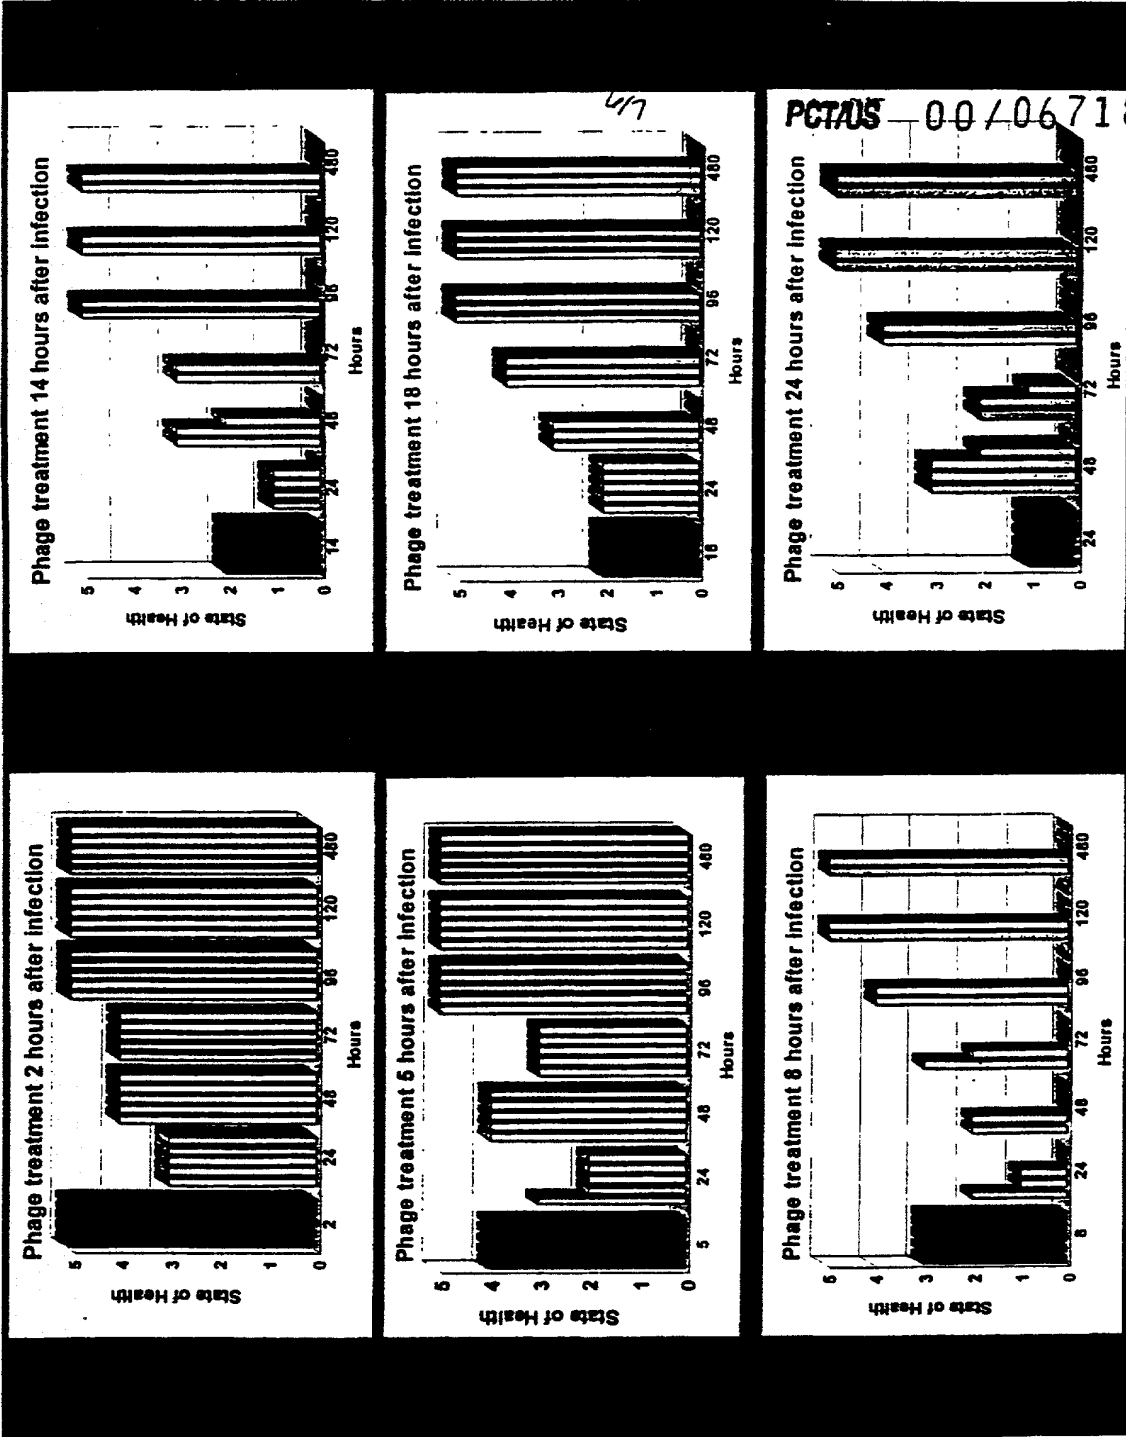 Phage treatment 2 hours after infection
State of Health
5
4
3
2
1
0
2 24 48 72 96 120 480
Hours
Phage treatment 14 hours after infection
State of Health
5
4
3
2
1
0
14 24 48 72 96 120 480
Hours
Phage treatment 5 hours after infection
State of Health
5
4
3
2
1
0
5 24 48 72 96 120 480
Hours
Phage treatment 18 hours after infection
State of Health
5
4
3
2
1
0
18 24 48 72 96 120 480
Hours
Phage treatment 8 hours after infection
State of Health
5
4
3
2
1
0
8 24 48 72 96 120 480
Hours
Phage treatment 24 hours after infection
State of Health
5
4
3
2
1
0
24 48 72 96 120 480
Hours
PCT/US 00/06718